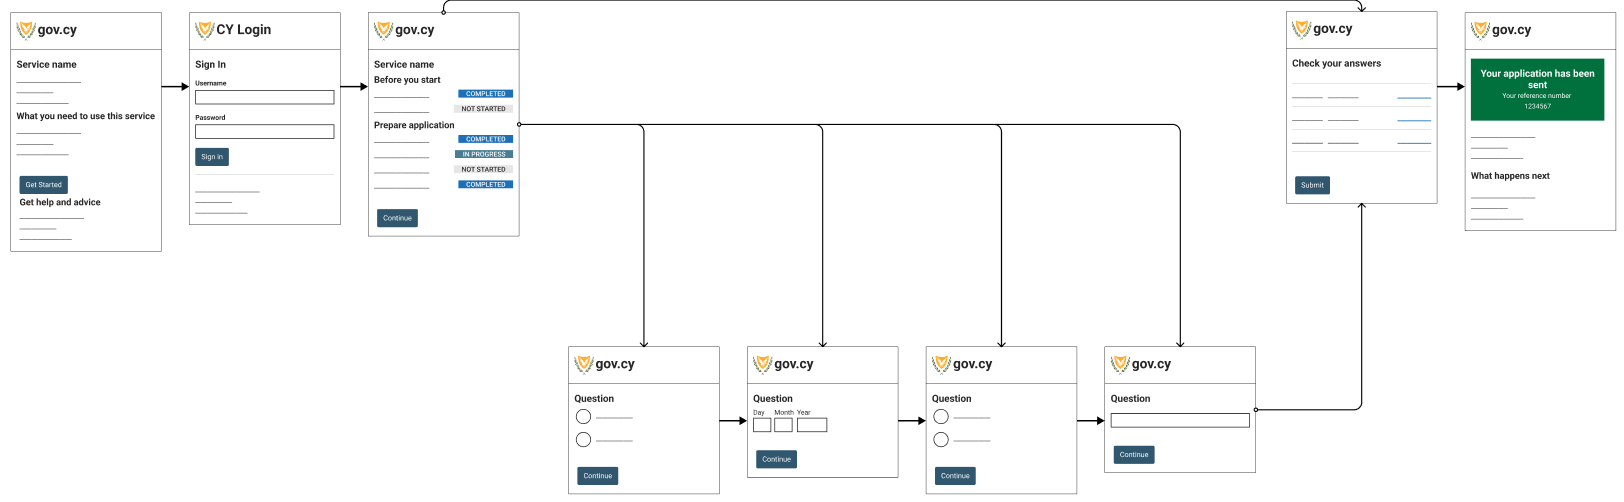 gov.cy
Service name
What you need to use this service
Get Started
Get help and advice
CY Login
Sign In
Username
Password
Sign in
gov.cy
Service name
Before you start
COMPLETED
NOT STARTED
Prepare application
COMPLETED
IN PROGRESS
NOT STARTED
COMPLETED
Continue
gov.cy
Check your answers
Submit
gov.cy
Your application has been
sent
Your reference number
1234567
What happens next
gov.cy
Question
Continue
gov.cy
Question
Day Month Year
Continue
gov.cy
Question
Continue
gov.cy
Question
Continue